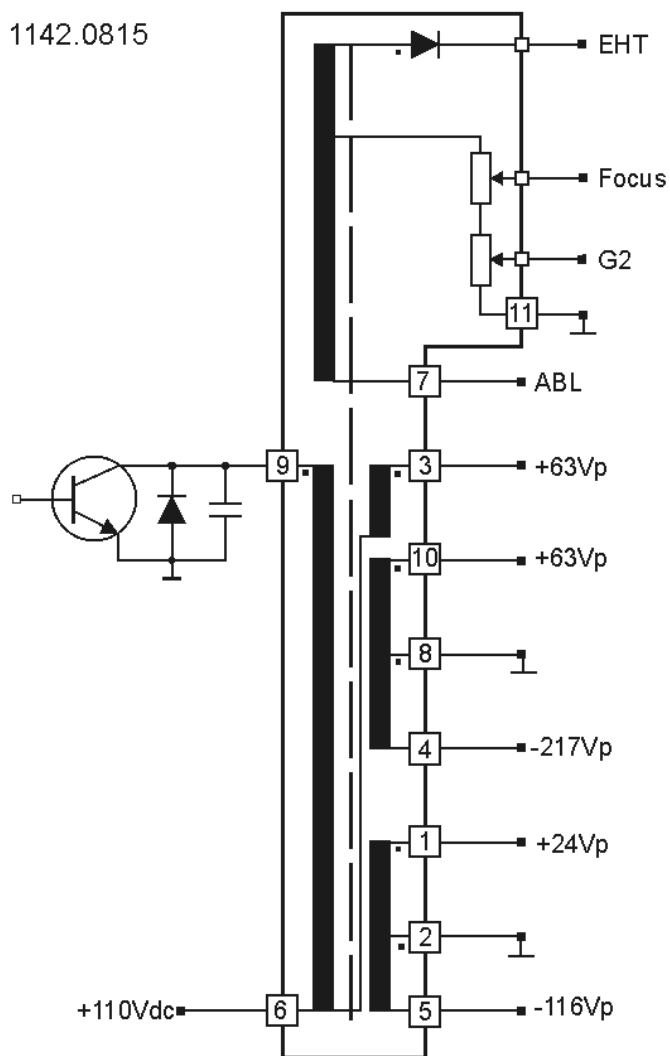 1142.0815
EHT
Focus
G2
11
7 ABL
9
3 +63Vp
10 +63Vp
8
4 -217Vp
1 +24Vp
2
+110Vdc 6
5 -116Vp